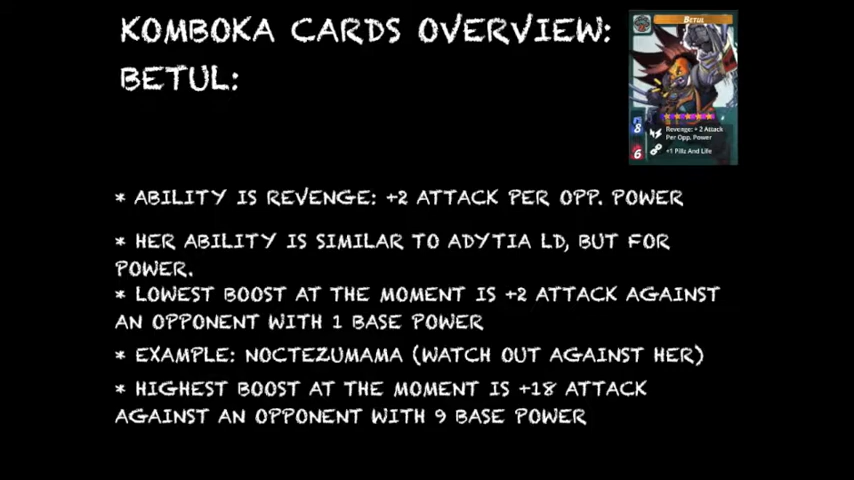 KOMBOKA CARDS OVERVIEW:
BETUL:
Betul
8
Revenge: + 2 Attack
Per Opp. Power
6
+1 Pillz And Life
* ABILITY IS REVENGE: +2 ATTACK PER OPP. POWER
* HER ABILITY IS SIMILAR TO ADYTIA LD, BUT FOR
POWER.
* LOWEST BOOST AT THE MOMENT IS +2 ATTACK AGAINST
AN OPPONENT WITH 1 BASE POWER
* EXAMPLE: NOCTEZUMAMA (WATCH OUT AGAINST HER)
* HIGHEST BOOST AT THE MOMENT IS +18 ATTACK
AGAINST AN OPPONENT WITH 9 BASE POWER